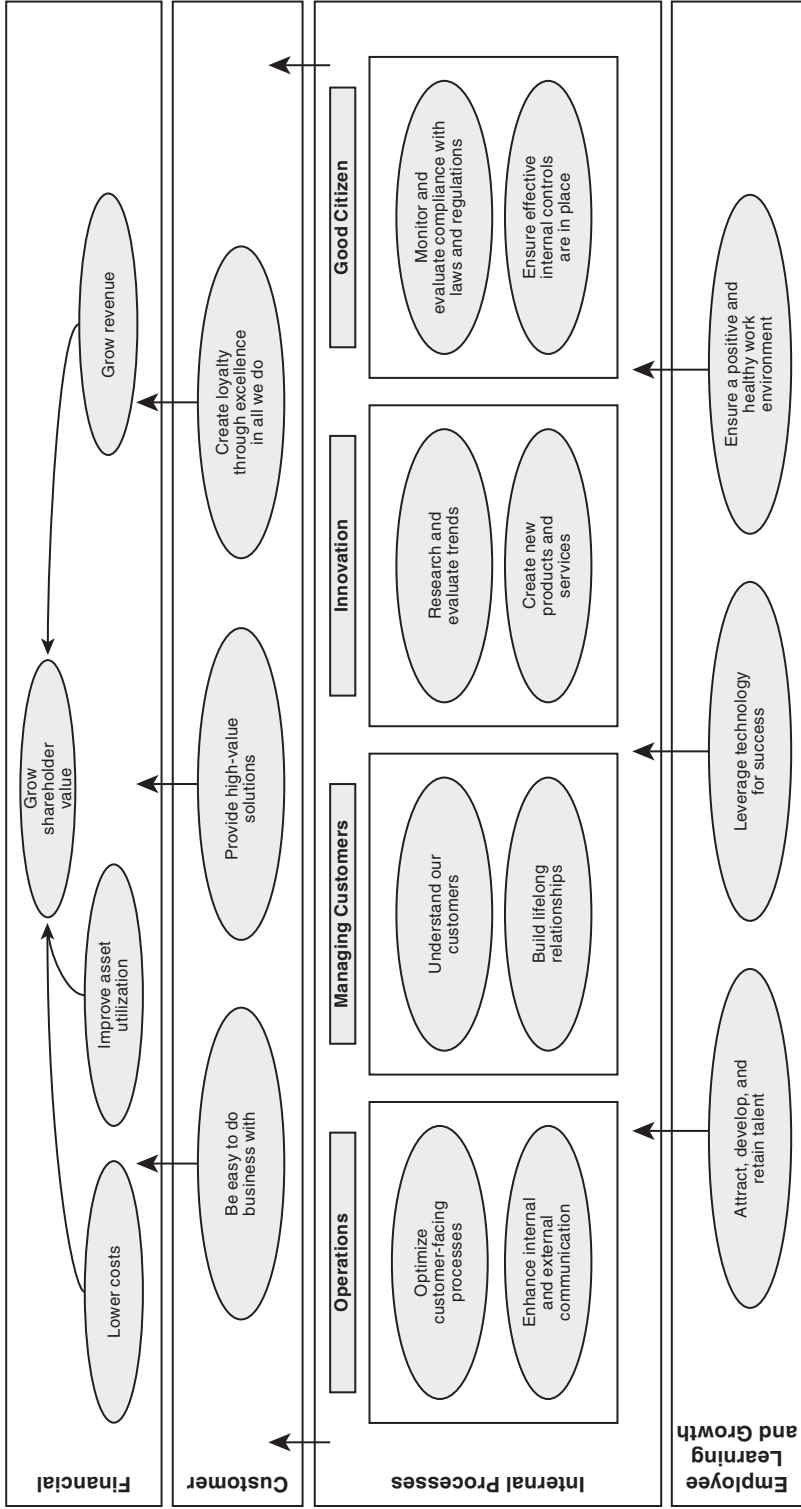 Financial
Grow
shareholder
value
Lower costs
Improve asset
utilization
Grow revenue
Customer
Be easy to do
business with
Provide high-value
solutions
Create loyalty
through excellence
in all we do
Internal Processes
Operations
Optimize
customer-facing
processes
Enhance internal
and external
communication
Managing Customers
Understand our
customers
Build lifelong
relationships
Innovation
Research and
evaluate trends
Create new
products and
services
Good Citizen
Monitor and
evaluate compliance with
laws and regulations
Ensure effective
internal controls
are in place
Employee
Learning
and Growth
Attract, develop, and
retain talent
Leverage technology
for success
Ensure a positive and
healthy work
environment